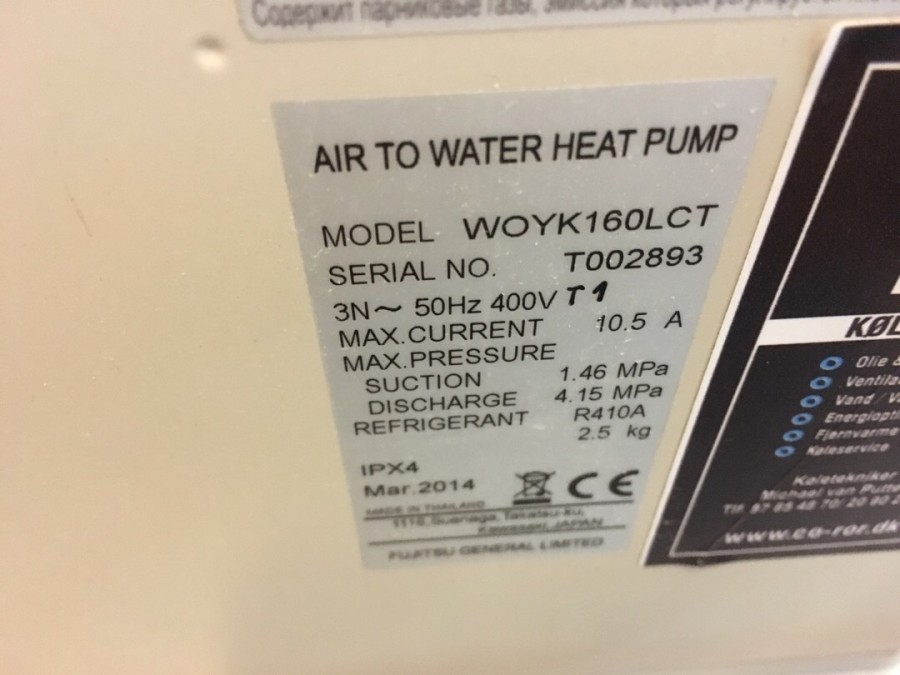 Содержит парниковые газы, эмиссия которых
AIR TO WATER HEAT PUMP
MODEL WOYK160LCT
SERIAL NO. T002893
3N~ 50Hz 400V T1
MAX.CURRENT 10.5 A
MAX.PRESSURE
SUCTION 1.46 MPa
DISCHARGE 4.15 MPa
REFRIGERANT R410A
2.5 kg
IPX4
Mar.2014 CE
MADE IN THAILAND
1116, Suenaga, Takatsu-ku,
Kawasaki, JAPAN
FUJITSU GENERAL LIMITED
KØL
Olie &
Ventila
Vand / Va
Energiopti
Fjernvarme
Køleservice
Køletekniker
Michael van Putte
www.co-ror.dk